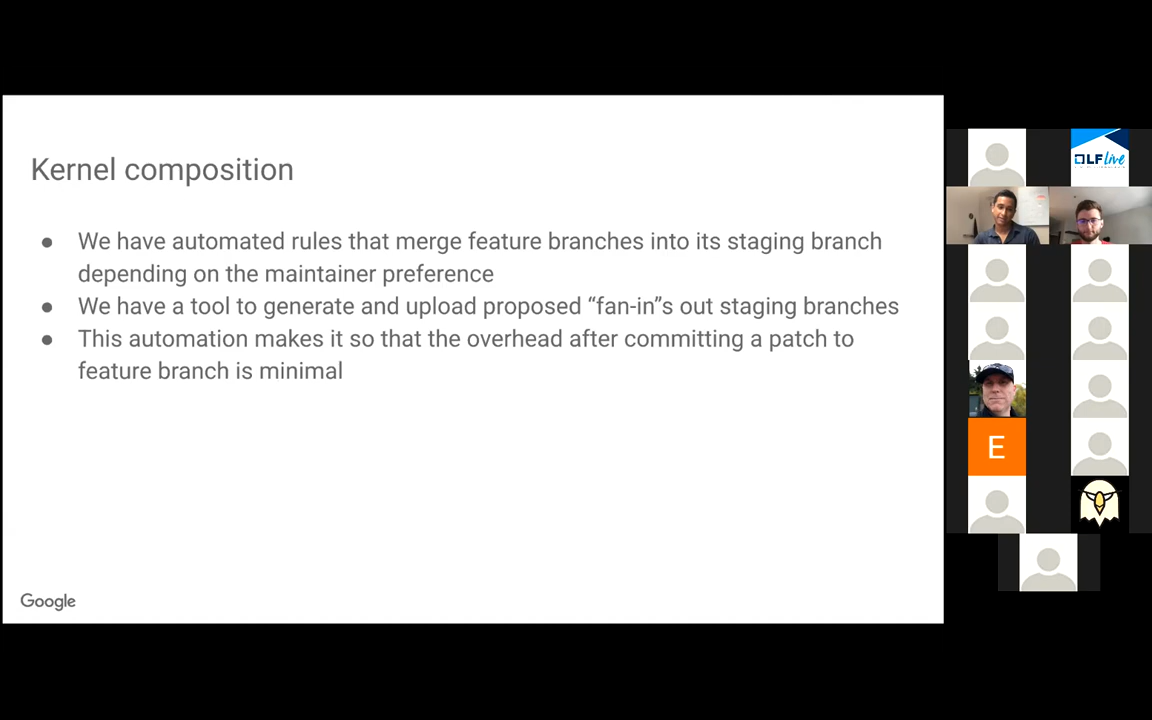 Kernel composition
● We have automated rules that merge feature branches into its staging branch
depending on the maintainer preference
● We have a tool to generate and upload proposed “fan-in”s out staging branches
● This automation makes it so that the overhead after committing a patch to
feature branch is minimal
Google
LF Live
E